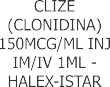 CLIZE
(CLONIDINA)
150MCG/ML INJ
IM/IV 1ML -
HALEX-ISTAR